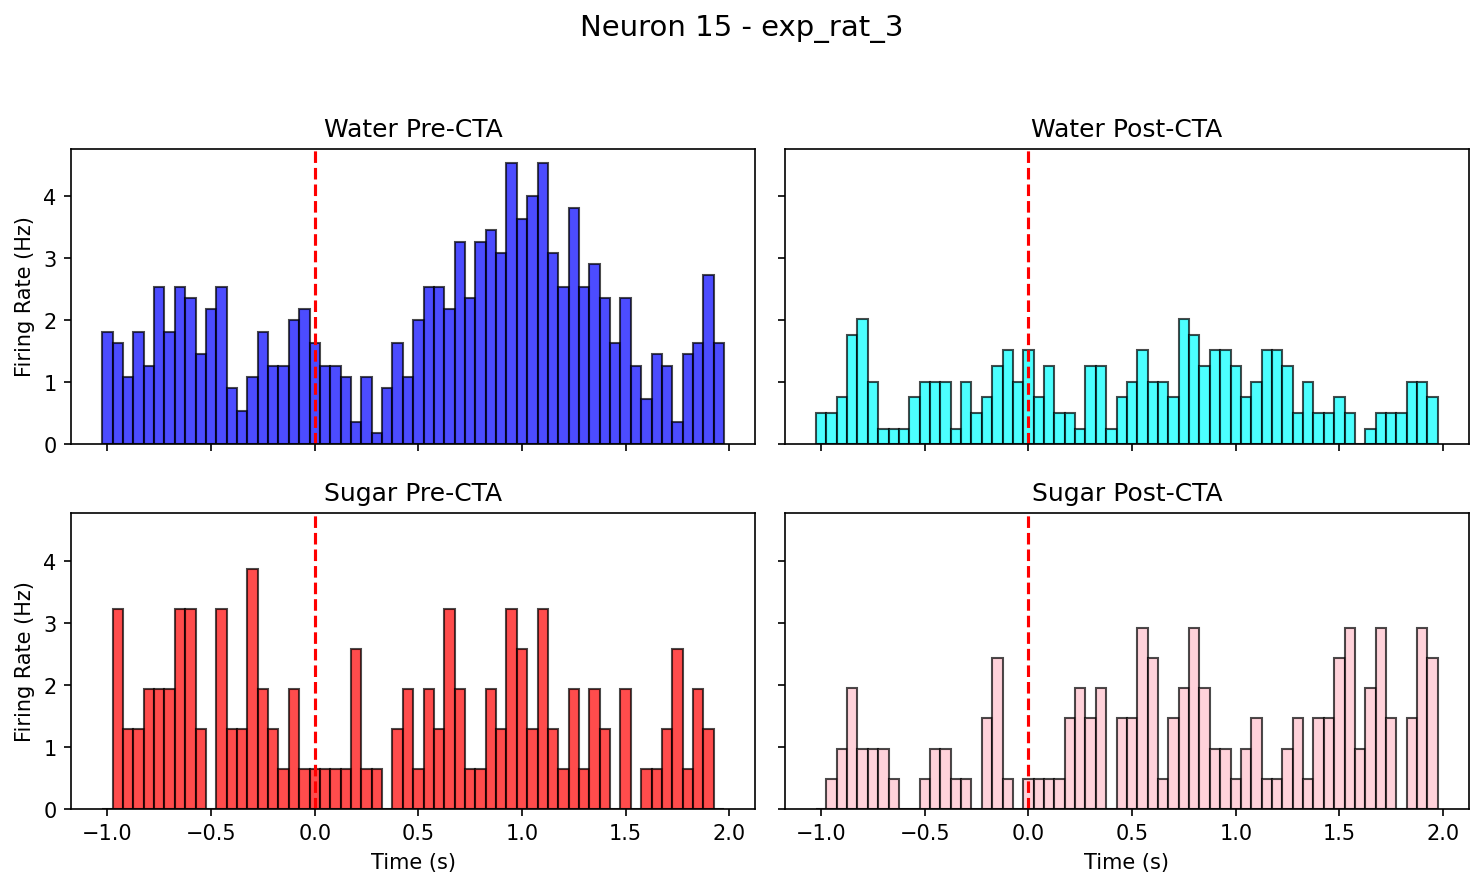 Neuron 15 - exp_rat_3
Water Pre-CTA
Water Post-CTA
Firing Rate (Hz)
4
3
2
1
0
Sugar Pre-CTA
Sugar Post-CTA
Firing Rate (Hz)
4
3
2
1
0
−1.0 −0.5 0.0 0.5 1.0 1.5 2.0
−1.0 −0.5 0.0 0.5 1.0 1.5 2.0
Time (s)
Time (s)